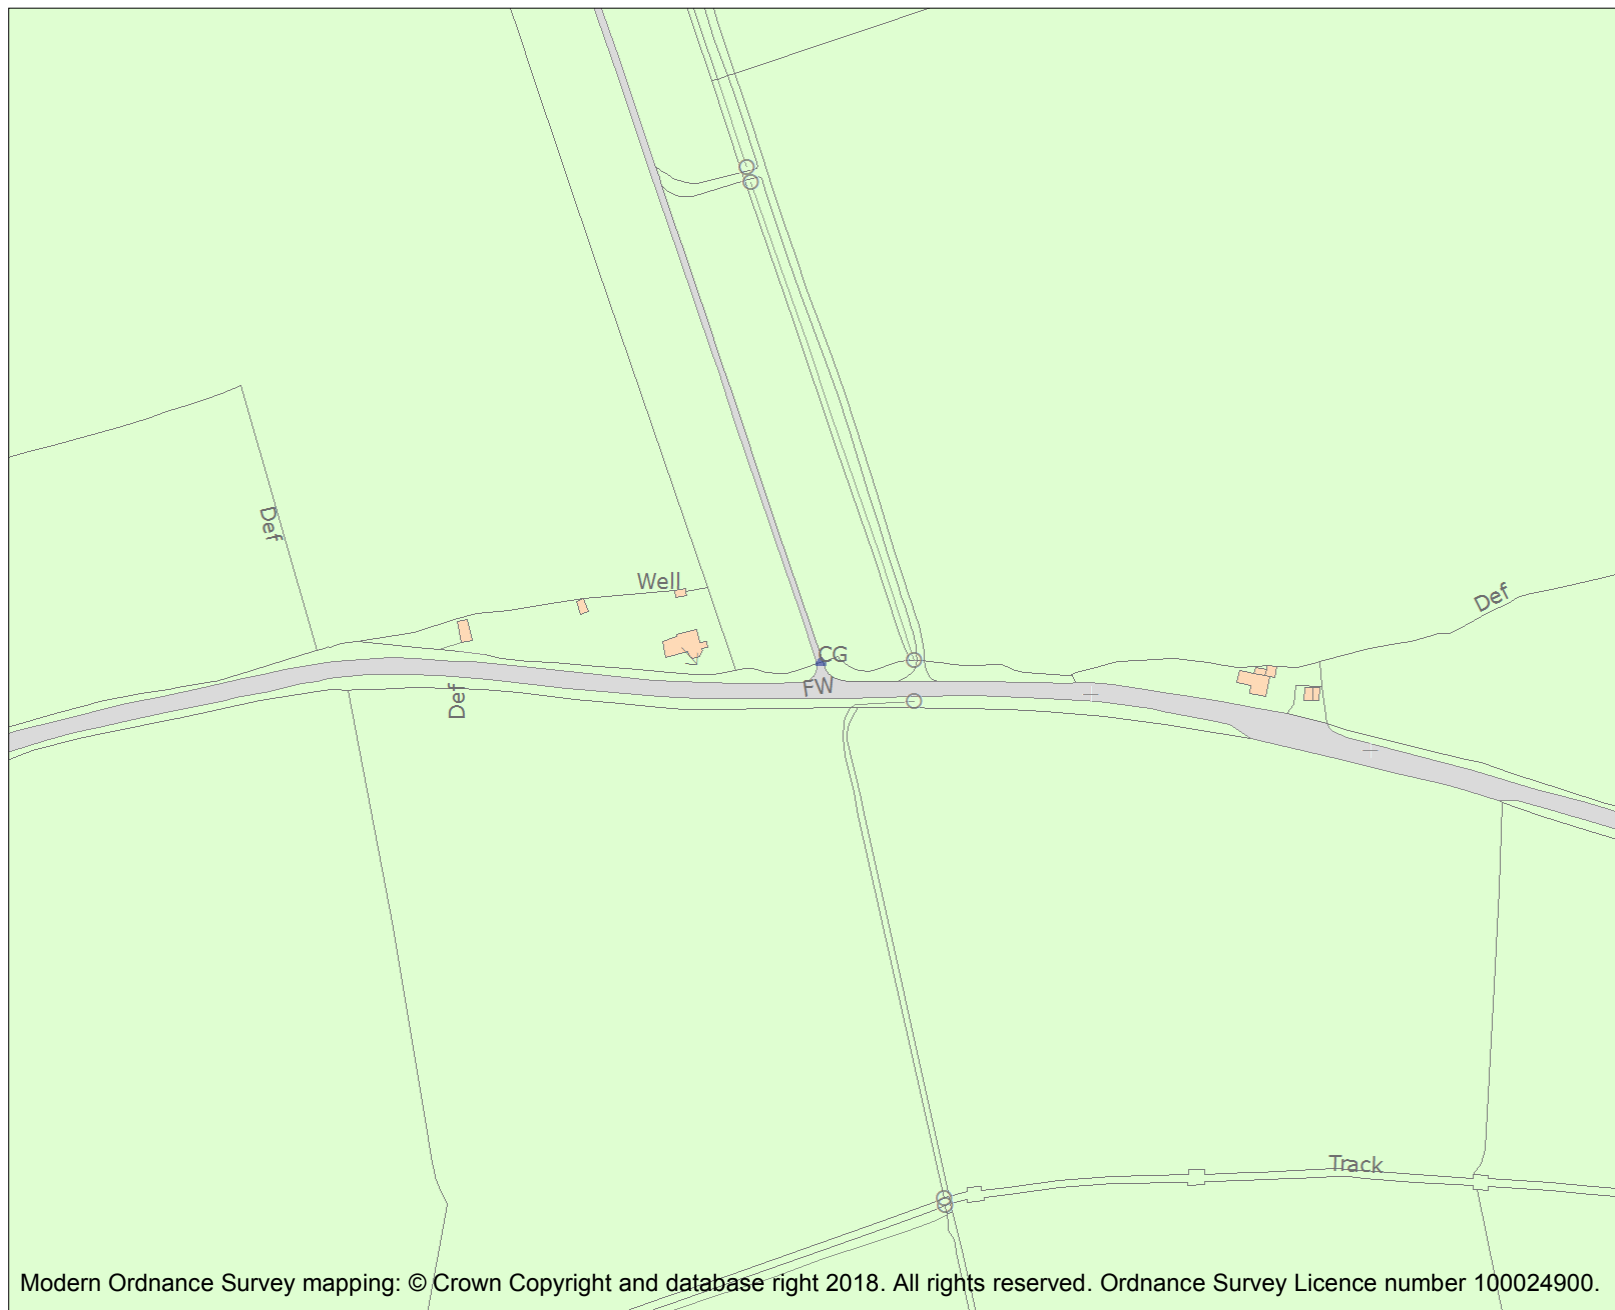 Def
Well
Def
CG
FW
Def
Track
Modern Ordnance Survey mapping: © Crown Copyright and database right 2018. All rights reserved. Ordnance Survey Licence number 100024900.